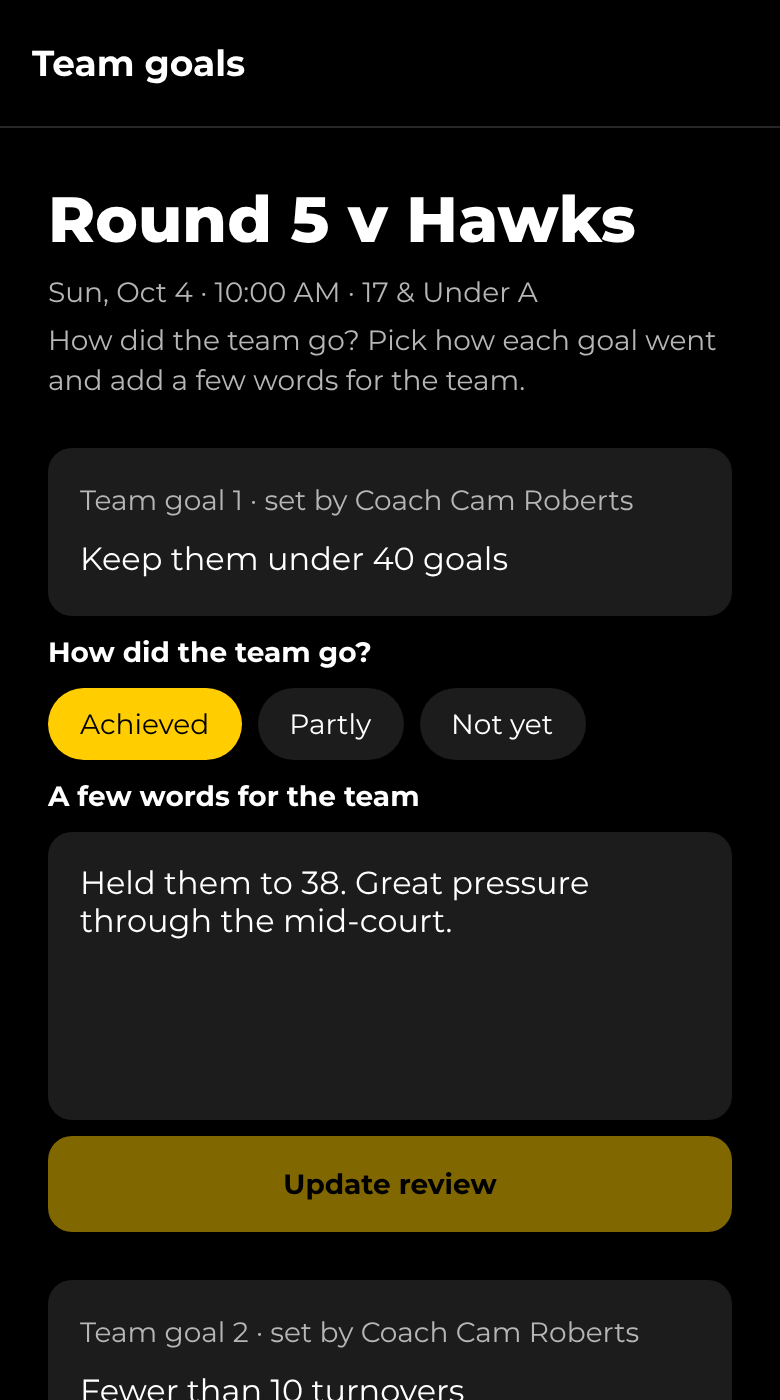 Team goals
Round 5 v Hawks
Sun, Oct 4 · 10:00 AM · 17 & Under A
How did the team go? Pick how each goal went
and add a few words for the team.
Team goal 1 · set by Coach Cam Roberts
Keep them under 40 goals
How did the team go?
Achieved
Partly
Not yet
A few words for the team
Held them to 38. Great pressure
through the mid-court.
Update review
Team goal 2 · set by Coach Cam Roberts
Fewer than 10 turnovers